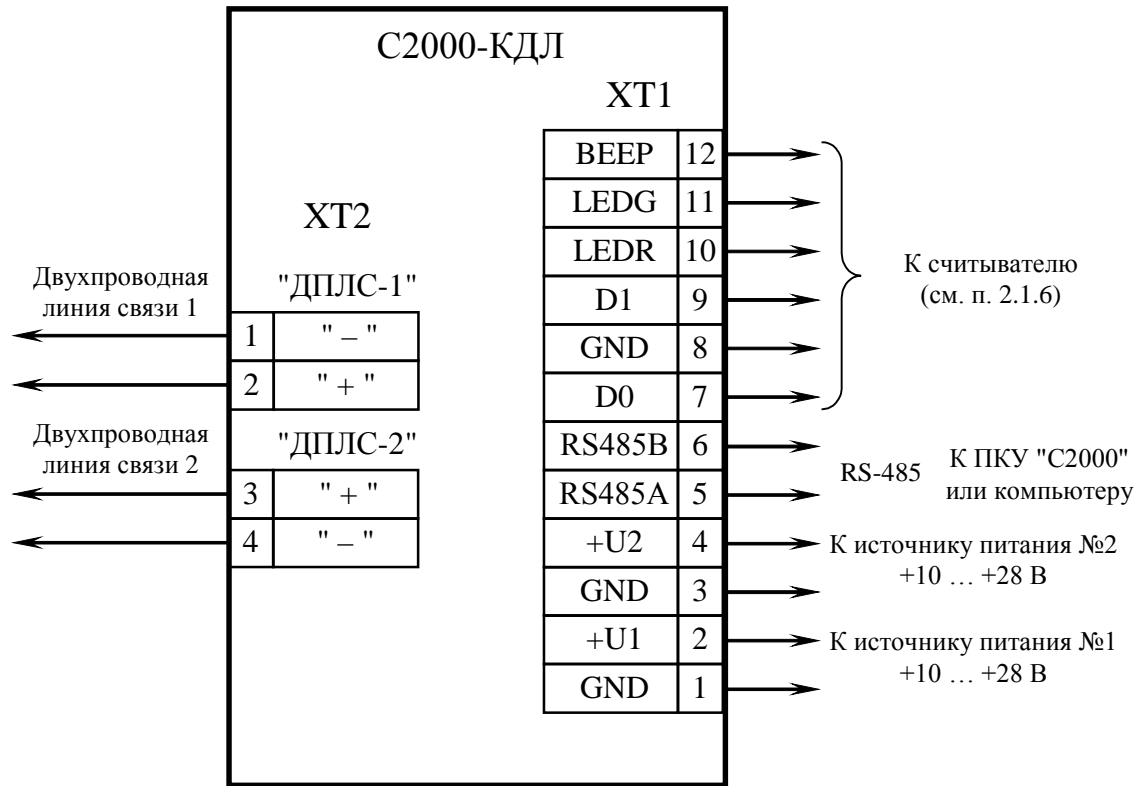 С2000-КДЛ
XT1
BEEP 12
LEDG 11
LEDR 10
D1 9
GND 8
D0 7
RS485B 6
RS485A 5
+U2 4
GND 3
+U1 2
GND 1
XT2
"ДПЛС-1"
1 " – "
2 " + "
"ДПЛС-2"
3 " + "
4 " – "
Двухпроводная
линия связи 1
Двухпроводная
линия связи 2
К считывателю
(см. п. 2.1.6)
RS-485
К ПКУ "С2000"
или компьютеру
К источнику питания №2
+10 … +28 В
К источнику питания №1
+10 … +28 В